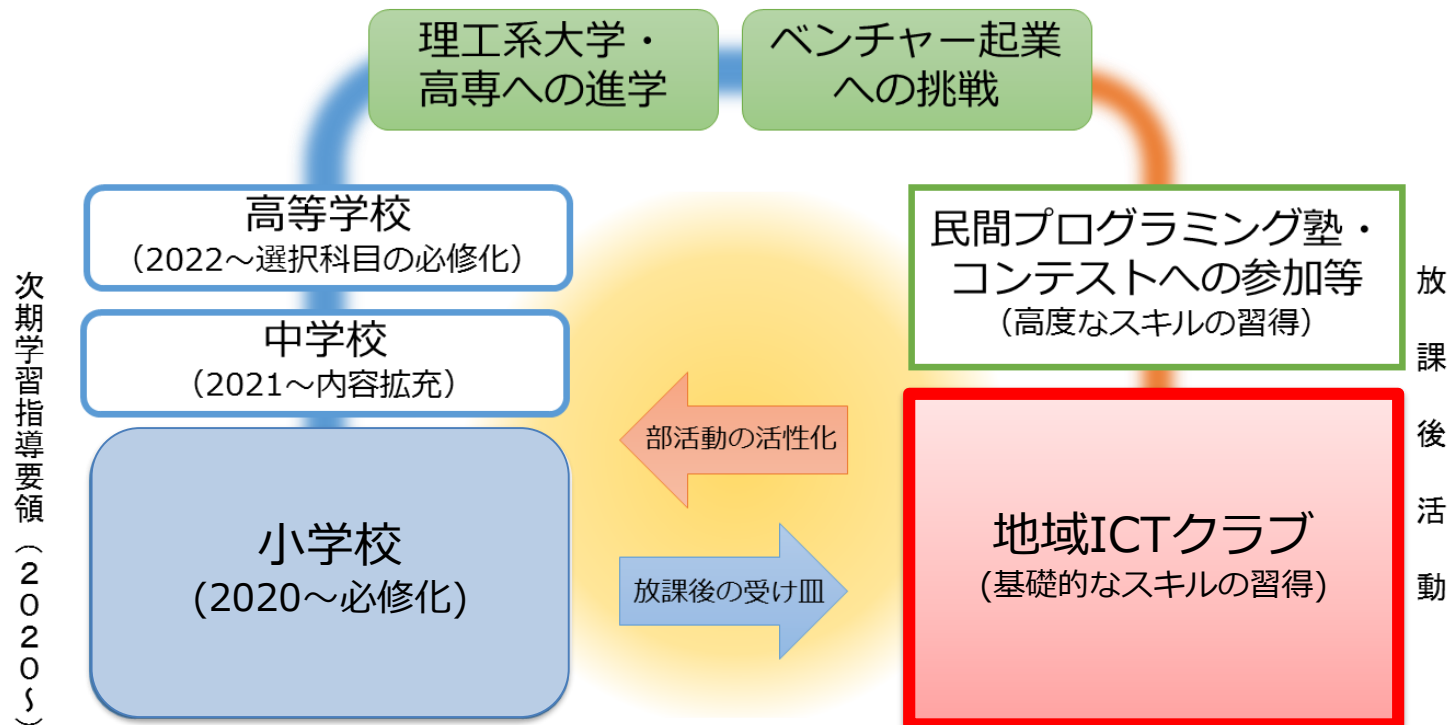 理工系大学・
高専への進学
ベンチャー起業
への挑戦
高等学校
（2022～選択科目の必修化）
中学校
（2021～内容拡充）
小学校
(2020～必修化)
次期学習指導要領（２０２０～）
部活動の活性化
放課後の受け皿
民間プログラミング塾・
コンテストへの参加等
（高度なスキルの習得）
地域ICTクラブ
(基礎的なスキルの習得)
放課後活動